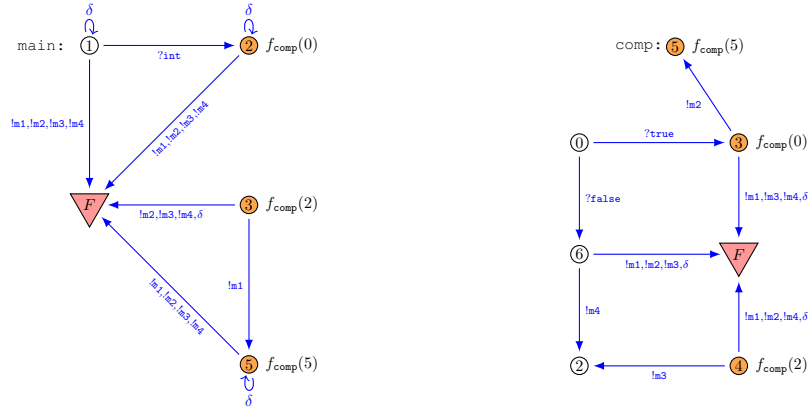 δ δ
main: 1 ?int 2 f_comp(0)
!m1,!m2,!m3,!m4
!m1,!m2,!m3,!m4
F !m2,!m3,!m4,δ 3 f_comp(2)
!m1
!m1,!m2,!m3,!m4
5 f_comp(5)
δ
comp: 5 f_comp(5)
!m2
0 ?true 3 f_comp(0)
?false
!m1,!m3,!m4,δ
6 !m1,!m2,!m3,δ F
!m4
!m1,!m2,!m4,δ
2 !m3 4 f_comp(2)